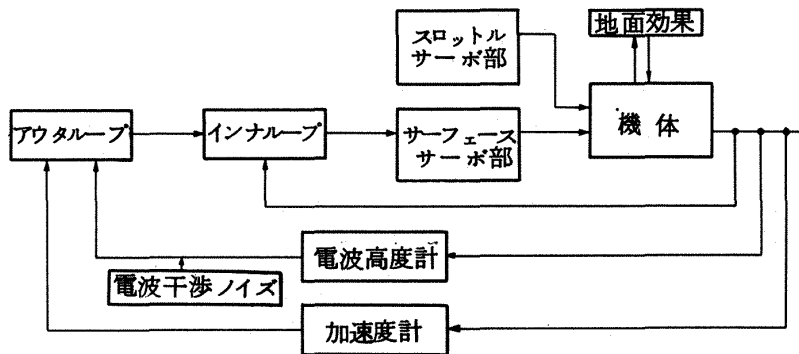 地面効果
スロットル
サーボ部
アウタループ
インナループ
サーフェース
サーボ部
機体
電波高度計
電波干渉ノイズ
加速度計